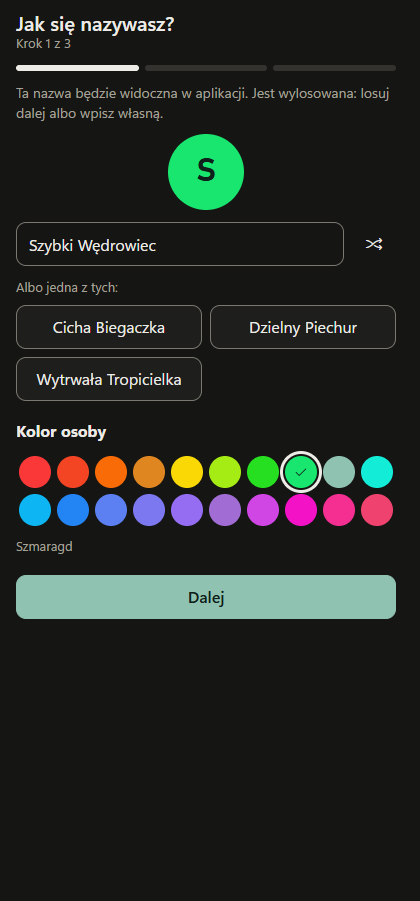 Jak się nazywasz?
Krok 1 z 3
Ta nazwa będzie widoczna w aplikacji. Jest wylosowana: losuj
dalej albo wpisz własną.
S
Szybki Wędrowiec
Albo jedna z tych:
Cicha Biegaczka
Dzielny Piechur
Wytrwała Tropicielka
Kolor osoby
Szmaragd
Dalej